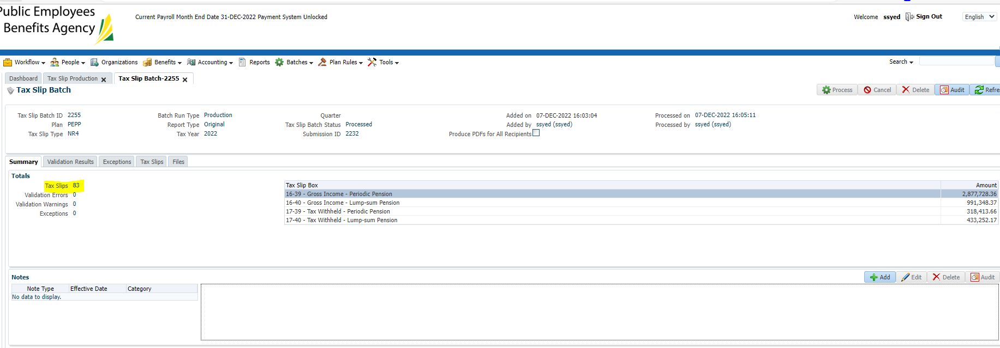 Public Employees
Benefits Agency
Current Payroll Month End Date 31-DEC-2022 Payment System Unlocked
Welcome ssyed Sign Out English
Workflow People Organizations Benefits Accounting Reports Batches Plan Rules Tools Search
Dashboard Tax Slip Production Tax Slip Batch-2255
Tax Slip Batch Process Cancel Delete Audit Refre
Tax Slip Batch ID 2255 Batch Run Type Production Quarter Added on 07-DEC-2022 16:03:04 Processed on 07-DEC-2022 16:05:11
Plan PEPP Report Type Original Tax Slip Batch Status Processed Added by ssyed (ssyed) Processed by ssyed (ssyed)
Tax Slip Type NR4 Tax Year 2022 Submission ID 2232 Produce PDFs for All Recipients
Summary Validation Results Exceptions Tax Slips Files
Totals
Tax Slips 83
Validation Errors 0
Validation Warnings 0
Exceptions 0
Tax Slip Box Amount
16-39 - Gross Income - Periodic Pension 2,877,728.36
16-40 - Gross Income - Lump-sum Pension 991,348.37
17-39 - Tax Withheld - Periodic Pension 318,413.66
17-40 - Tax Withheld - Lump-sum Pension 433,252.17
Notes Add Edit Delete Audit
Note Type Effective Date Category
No data to display.